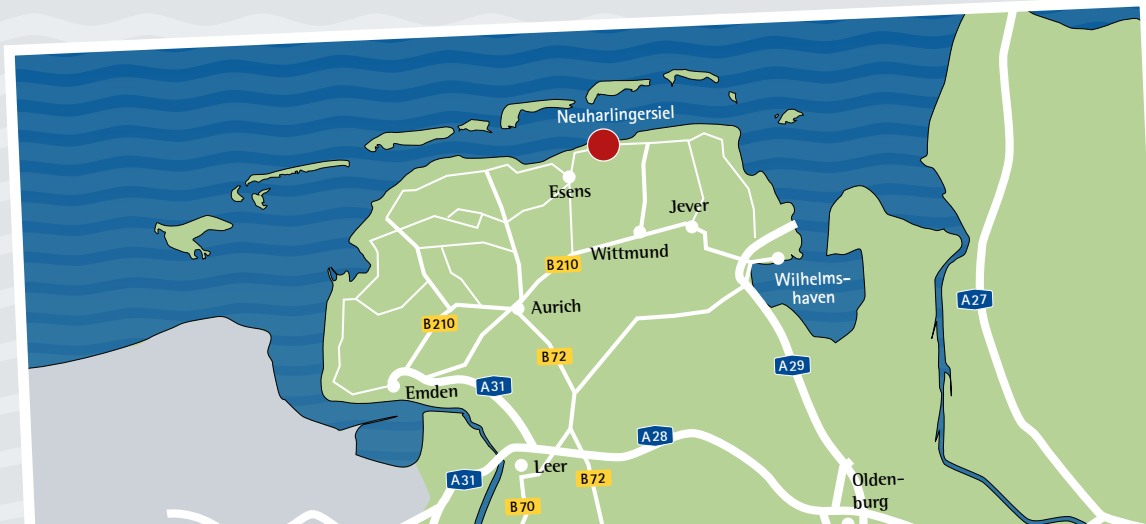 Neuharlingersiel
Esens
Jever
Wittmund
B210
Wilhelms-
haven
A27
Aurich
B210
B72
A29
A31
Emden
A28
Leer
A31
B72
Olden-
burg
B70